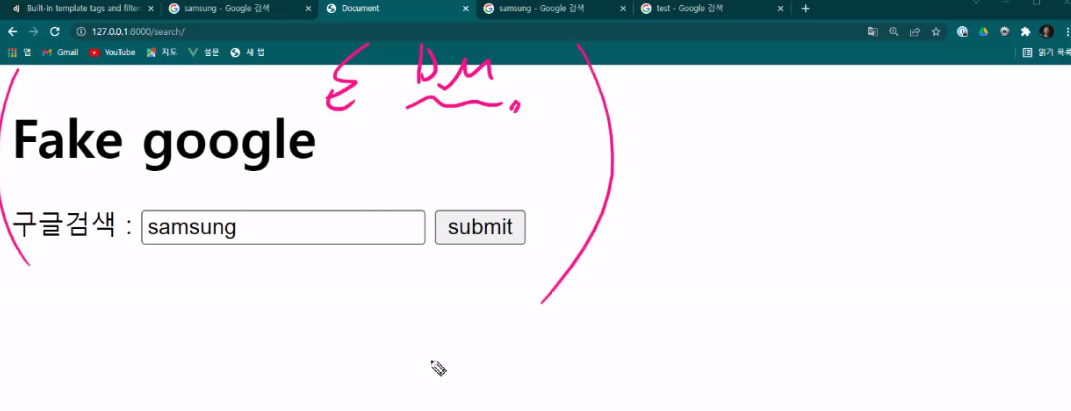 Built-in template tags and filter
samsung - Google 검색
Document
samsung - Google 검색
test - Google 검색
127.0.0.1:8000/search/
앱 Gmail YouTube 지도 설문 새 탭 읽기 목록
Fake google
구글검색 : samsung submit